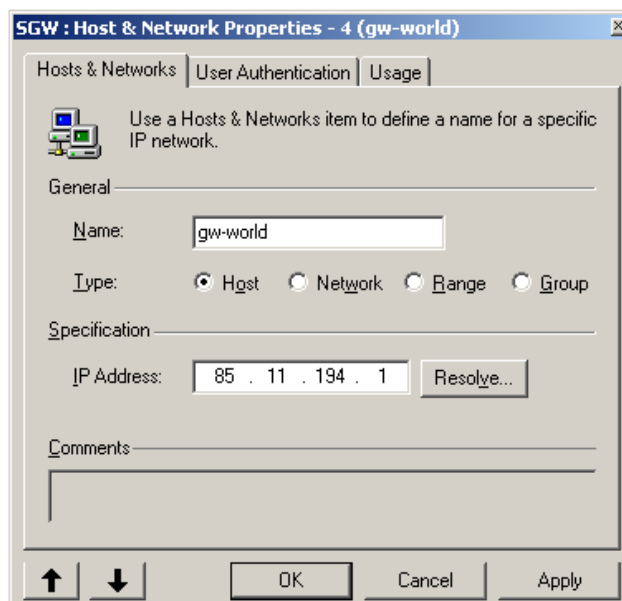 SGW : Host & Network Properties - 4 (gw-world)
Hosts & Networks User Authentication Usage
Use a Hosts & Networks item to define a name for a specific
IP network.
General
Name: gw-world
Type: Host Network Range Group
Specification
IP Address: 85 . 11 . 194 . 1 Resolve...
Comments
OK Cancel Apply